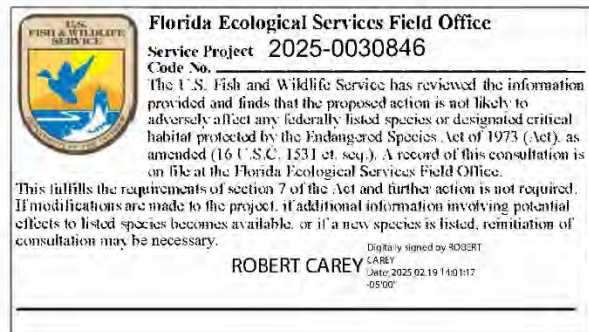 U.S.
FISH & WILDLIFE
SERVICE
Florida Ecological Services Field Office
Service Project 2025-0030846
Code No.
The U.S. Fish and Wildlife Service has reviewed the information
provided and finds that the proposed action is not likely to
adversely affect any federally listed species or designated critical
habitat protected by the Endangered Species Act of 1973 (Act), as
amended (16 U.S.C. 1531 et. seq.). A record of this consultation is
on file at the Florida Ecological Services Field Office.
This fulfills the requirements of section 7 of the Act and further action is not required.
If modifications are made to the project, if additional information involving potential
effects to listed species becomes available, or if a new species is listed, reinitiation of
consultation may be necessary.
ROBERT CAREY
Digitally signed by ROBERT
CAREY
Date: 2025.02.19 14:01:17
-05'00'